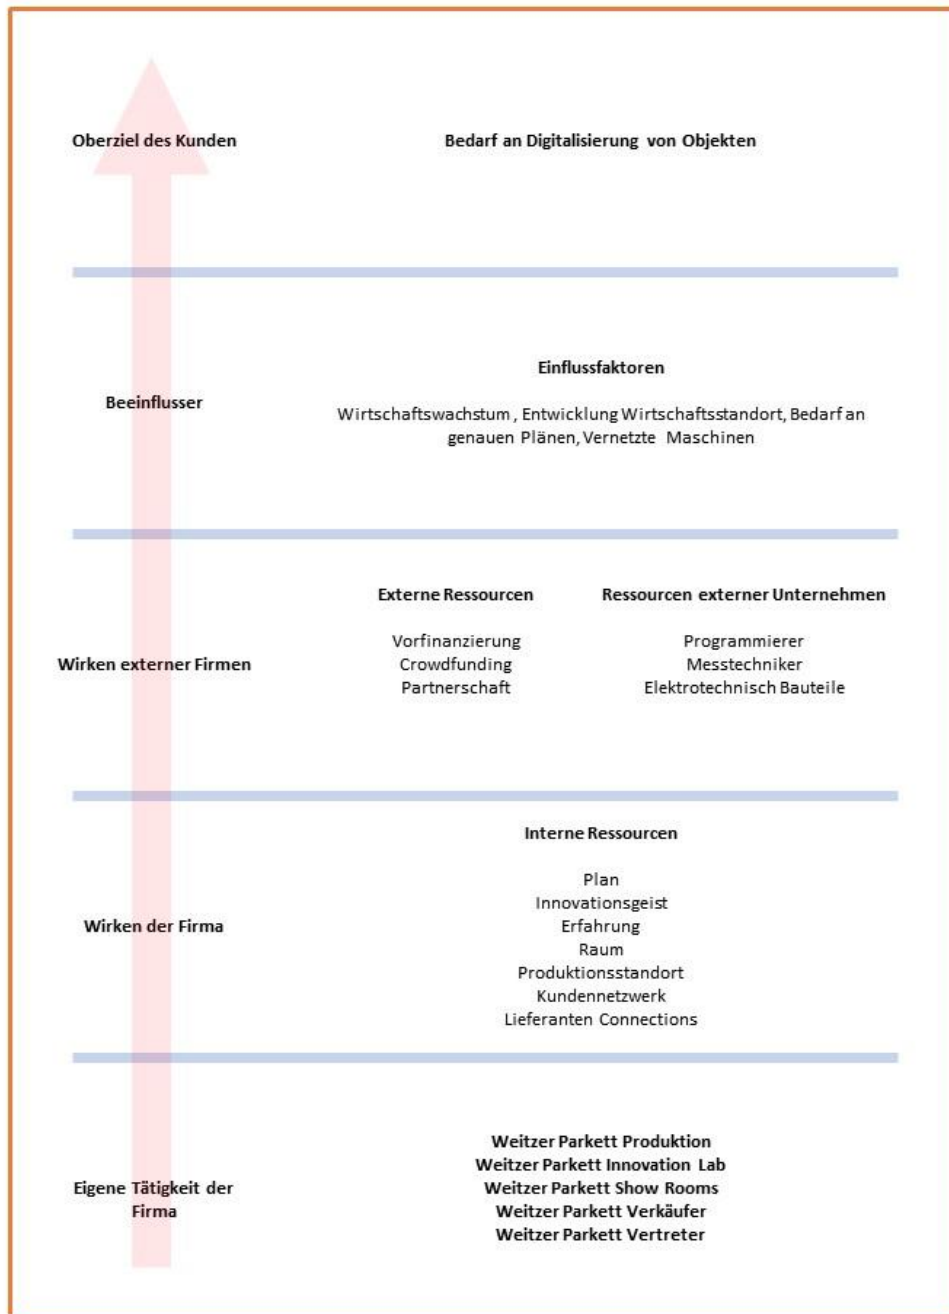 Oberziel des Kunden
Bedarf an Digitalisierung von Objekten
Beeinflusser
Einflussfaktoren
Wirtschaftswachstum , Entwicklung Wirtschaftsstandort, Bedarf an
genauen Plänen, Vernetzte Maschinen
Wirken externer Firmen
Externe Ressourcen
Vorfinanzierung
Crowdfunding
Partnerschaft
Ressourcen externer Unternehmen
Programmierer
Messtechniker
Elektrotechnisch Bauteile
Wirken der Firma
Interne Ressourcen
Plan
Innovationsgeist
Erfahrung
Raum
Produktionsstandort
Kundennetzwerk
Lieferanten Connections
Eigene Tätigkeit der
Firma
Weitzer Parkett Produktion
Weitzer Parkett Innovation Lab
Weitzer Parkett Show Rooms
Weitzer Parkett Verkäufer
Weitzer Parkett Vertreter